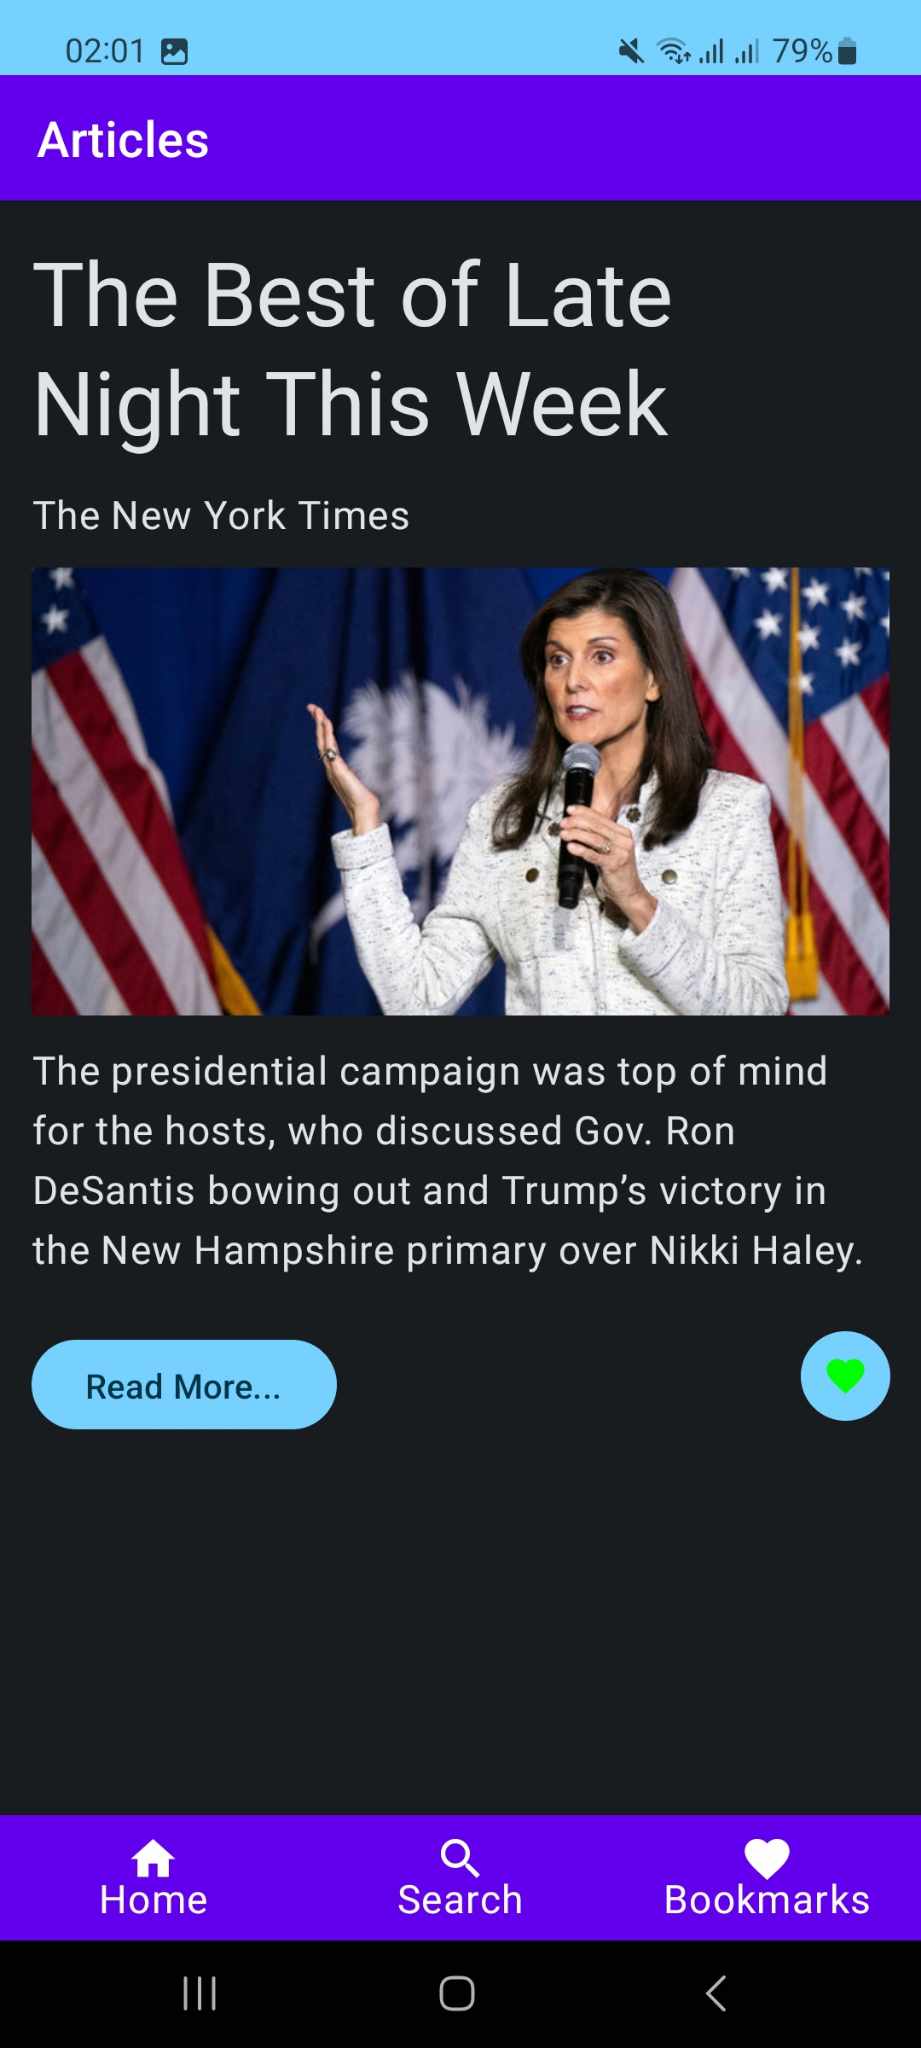 02:01 79%
Articles
The Best of Late
Night This Week
The New York Times
The presidential campaign was top of mind
for the hosts, who discussed Gov. Ron
DeSantis bowing out and Trump’s victory in
the New Hampshire primary over Nikki Haley.
Read More...
Home Search Bookmarks